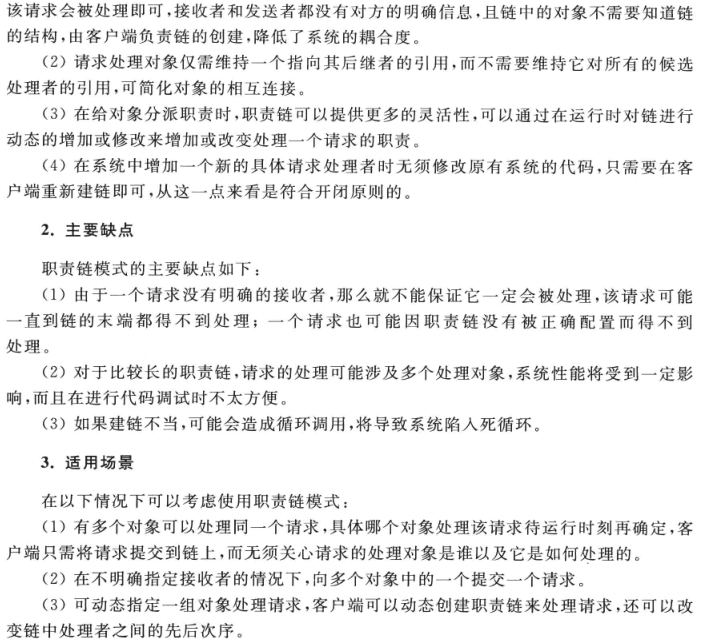 该请求会被处理即可,接收者和发送者都没有对方的明确信息,且链中的对象不需要知道链
的结构,由客户端负责链的创建,降低了系统的耦合度。
(2) 请求处理对象仅需维持一个指向其后继者的引用,而不需要维持它对所有的候选
处理者的引用,可简化对象的相互连接。
(3) 在给对象分派职责时,职责链可以提供更多的灵活性,可以通过在运行时对链进行
动态的增加或修改来增加或改变处理一个请求的职责。
(4) 在系统中增加一个新的具体请求处理者时无须修改原有系统的代码,只需要在客
户端重新建链即可,从这一点来看是符合开闭原则的。
2. 主要缺点
职责链模式的主要缺点如下:
(1) 由于一个请求没有明确的接收者,那么就不能保证它一定会被处理,该请求可能
一直到链的末端都得不到处理; 一个请求也可能因职责链没有被正确配置而得不到
处理。
(2) 对于比较长的职责链,请求的处理可能涉及多个处理对象,系统性能将受到一定影
响,而且在进行代码调试时不太方便。
(3) 如果建链不当,可能会造成循环调用,将导致系统陷入死循环。
3. 适用场景
在以下情况下可以考虑使用职责链模式:
(1) 有多个对象可以处理同一个请求,具体哪个对象处理该请求待运行时刻再确定,客
户端只需将请求提交到链上,而无须关心请求的处理对象是谁以及它是如何处理的。
(2) 在不明确指定接收者的情况下,向多个对象中的一个提交一个请求。
(3) 可动态指定一组对象处理请求,客户端可以动态创建职责链来处理请求,还可以改
变链中处理者之间的先后次序。